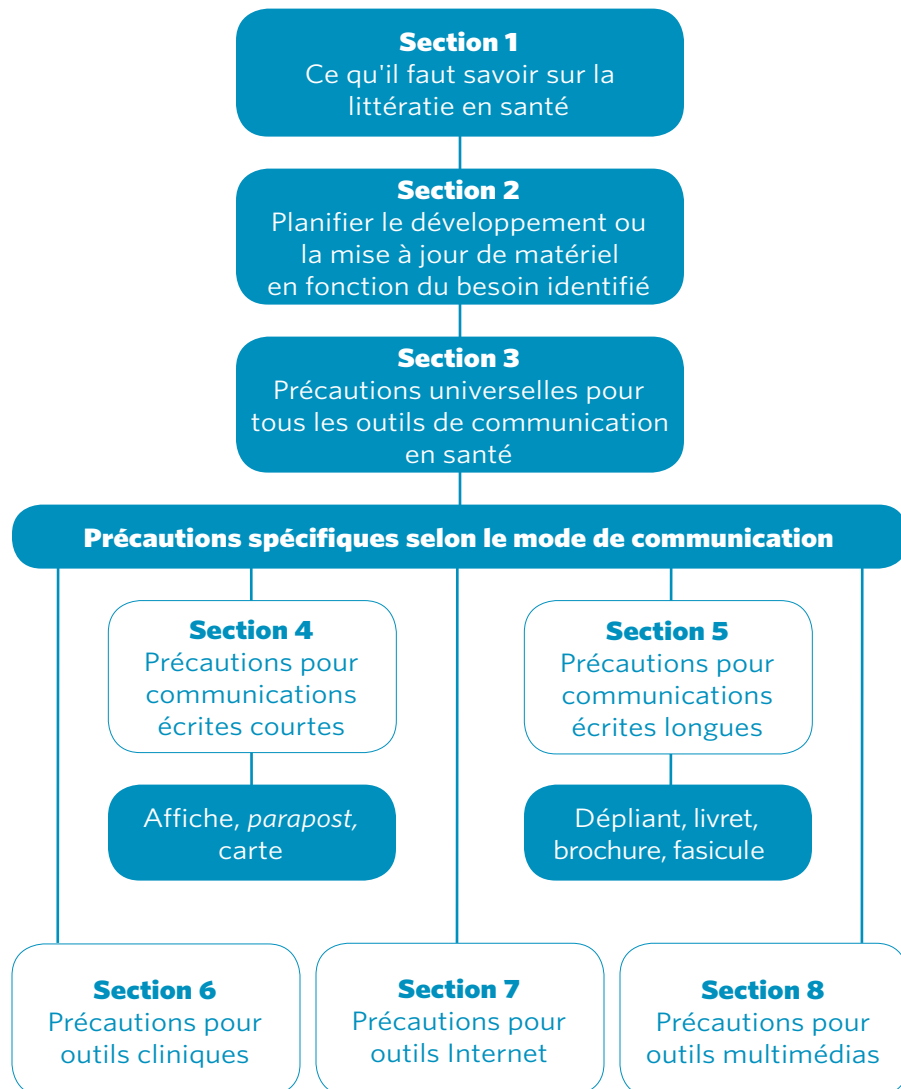 Section 1
Ce qu'il faut savoir sur la
littératie en santé
Section 2
Planifier le développement ou
la mise à jour de matériel
en fonction du besoin identifié
Section 3
Précautions universelles pour
tous les outils de communication
en santé
Précautions spécifiques selon le mode de communication
Section 4
Précautions pour
communications
écrites courtes
Affiche, parapost,
carte
Section 5
Précautions pour
communications
écrites longues
Dépliant, livret,
brochure, fasicule
Section 6
Précautions pour
outils cliniques
Section 7
Précautions pour
outils Internet
Section 8
Précautions pour
outils multimédias